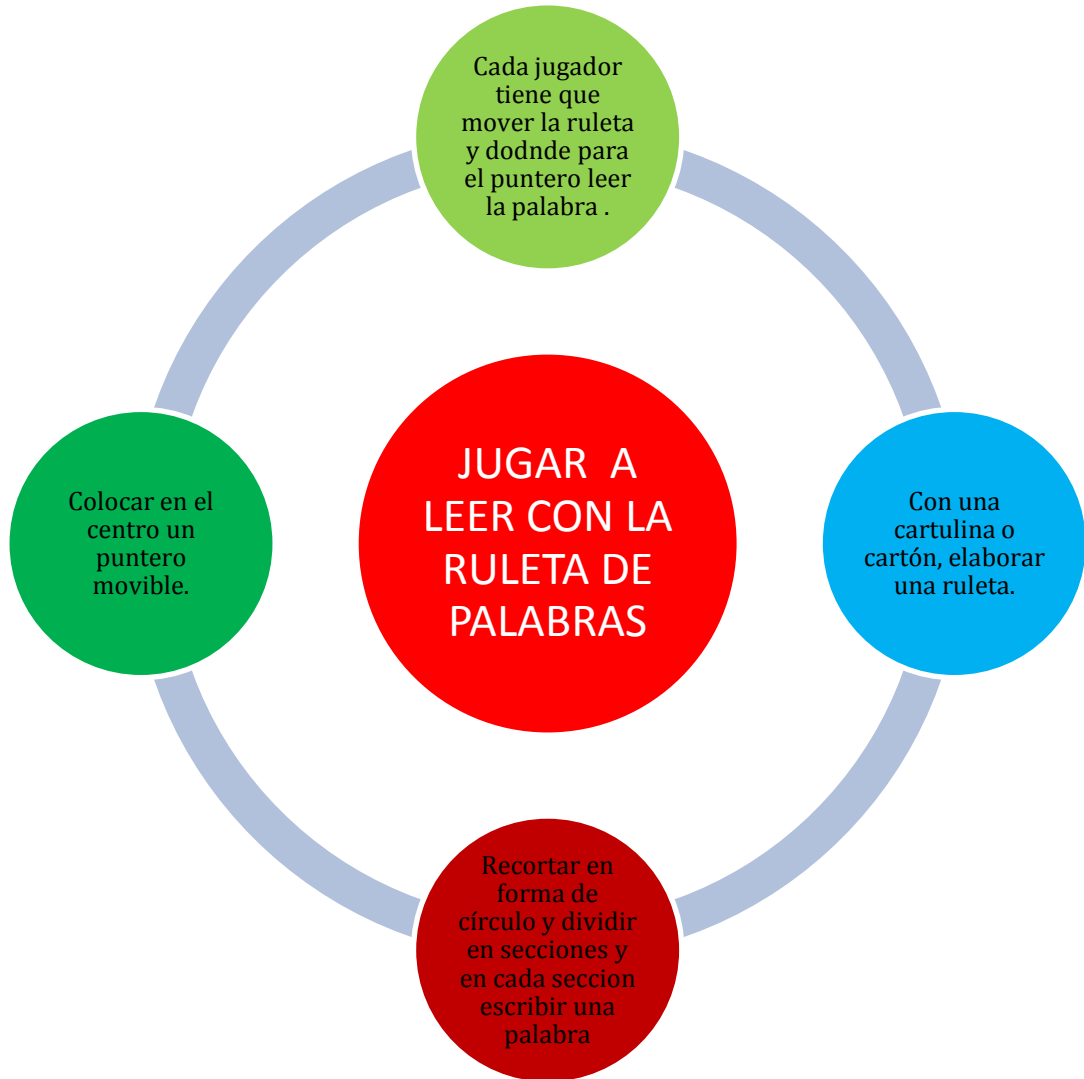 Cada jugador
tiene que
mover la ruleta
y dodnde para
el puntero leer
la palabra .
JUGAR A
LEER CON LA
RULETA DE
PALABRAS
Colocar en el
centro un
puntero
movible.
Con una
cartulina o
cartón, elaborar
una ruleta.
Recortar en
forma de
círculo y dividir
en secciones y
en cada seccion
escribir una
palabra